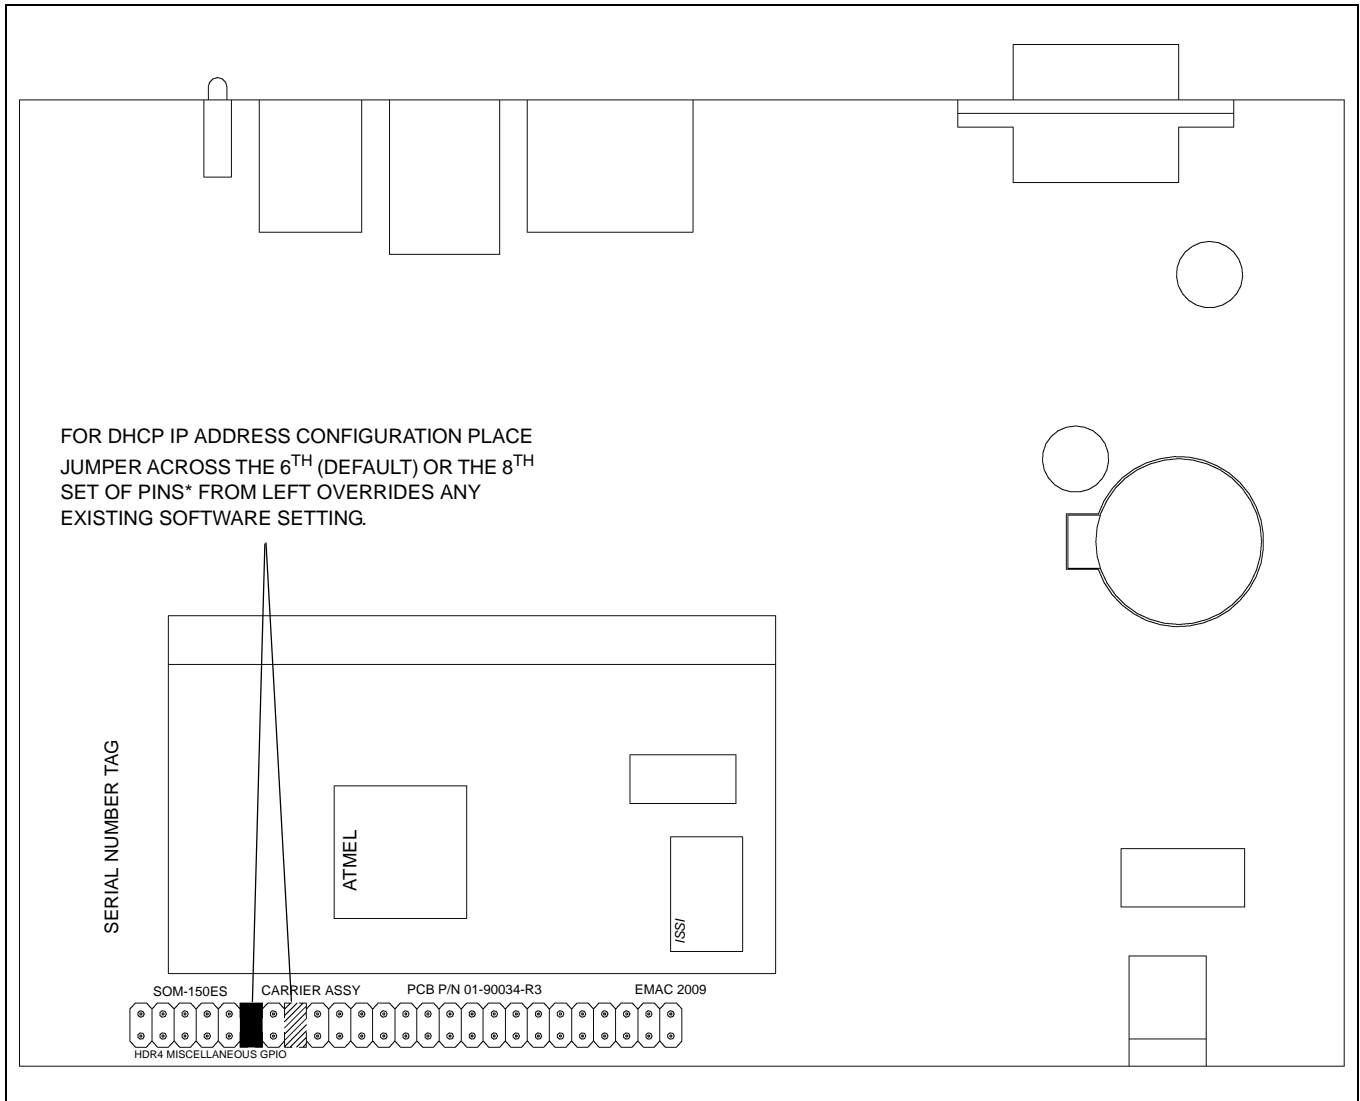 FOR DHCP IP ADDRESS CONFIGURATION PLACE
JUMPER ACROSS THE 6TH (DEFAULT) OR THE 8TH
SET OF PINS* FROM LEFT OVERRIDES ANY
EXISTING SOFTWARE SETTING.
SERIAL NUMBER TAG
ATMEL
ISSI
SOM-150ES CARRIER ASSY PCB P/N 01-90034-R3 EMAC 2009
HDR4 MISCELLANEOUS GPIO